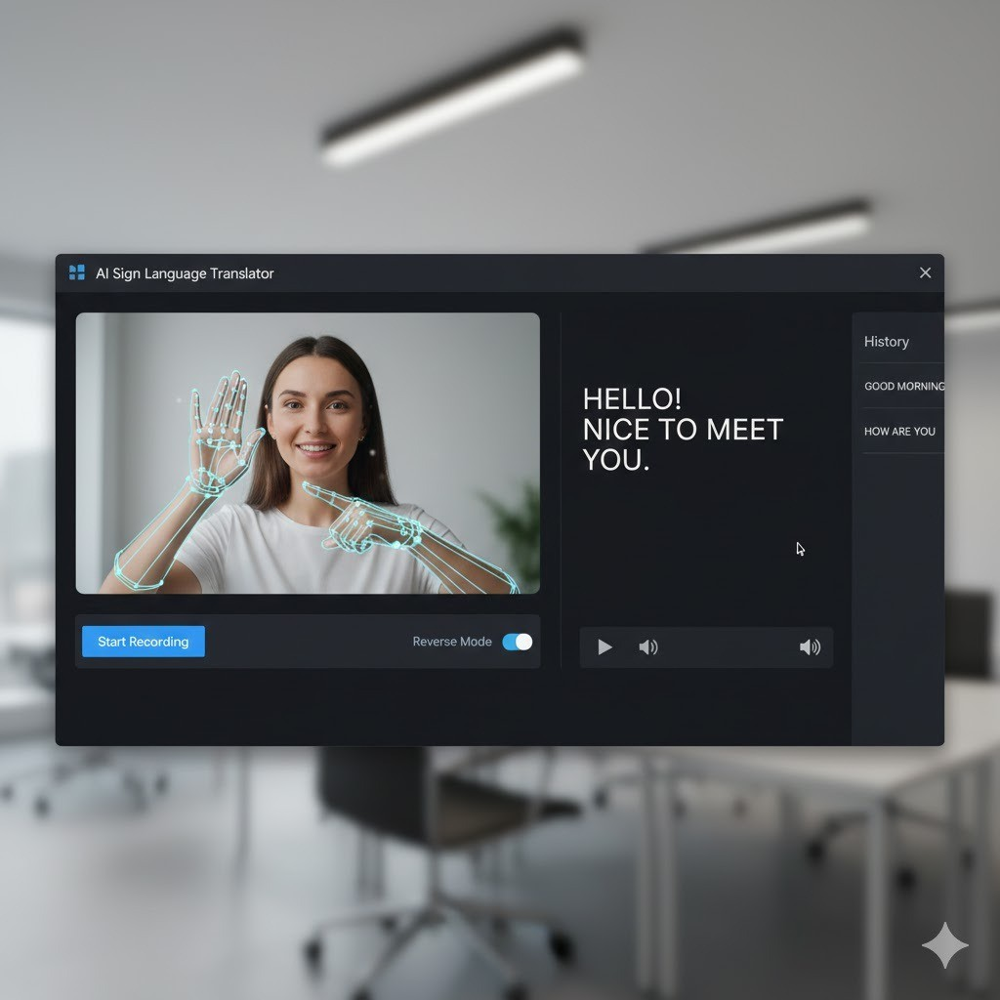 AI Sign Language Translator
HELLO!
NICE TO MEET
YOU.
History
GOOD MORNING
HOW ARE YOU
Start Recording
Reverse Mode